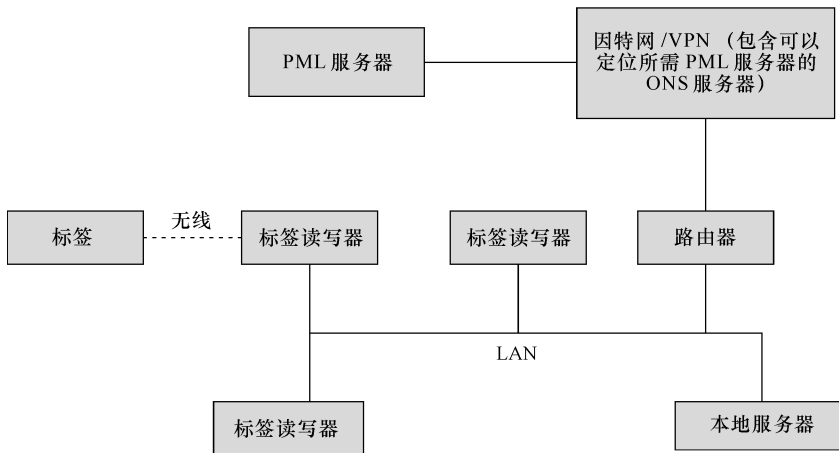 PML 服务器
因特网 /VPN （包含可以
定位所需 PML 服务器的
ONS 服务器）
无线
标签
标签读写器
标签读写器
路由器
LAN
标签读写器
本地服务器